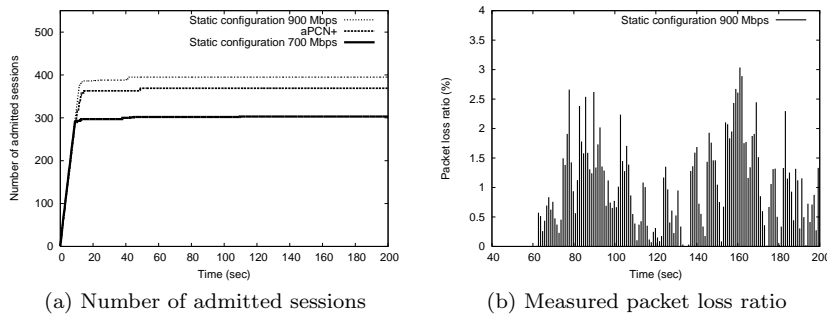 Number of admitted sessions
0
100
200
300
400
500
0 20 40 60 80 100 120 140 160 180 200
Time (sec)
Static configuration 900 Mbps
aPCN+
Static configuration 700 Mbps
(a) Number of admitted sessions
Packet loss ratio (%)
0
0.5
1
1.5
2
2.5
3
3.5
4
40 60 80 100 120 140 160 180 200
Time (sec)
Static configuration 900 Mbps
(b) Measured packet loss ratio